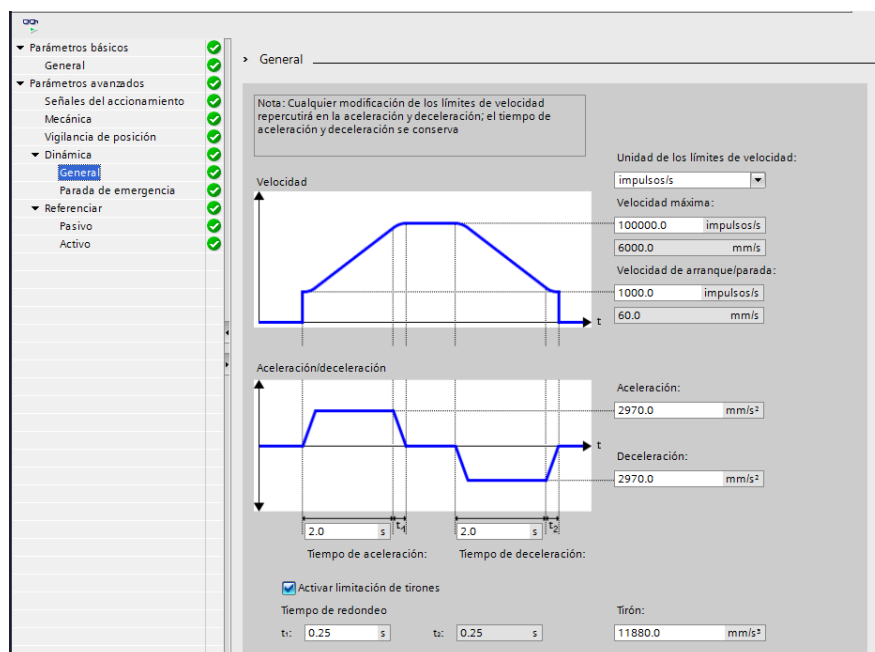 Parámetros básicos
General
Parámetros avanzados
Señales del accionamiento
Mecánica
Vigilancia de posición
Dinámica
General
Parada de emergencia
Referenciar
Pasivo
Activo
General
Nota: Cualquier modificación de los límites de velocidad
repercutirá en la aceleración y deceleración; el tiempo de
aceleración y deceleración se conserva
Unidad de los límites de velocidad:
impulsos/s
Velocidad
Velocidad máxima:
100000.0 impulsos/s
6000.0 mm/s
Velocidad de arranque/parada:
1000.0 impulsos/s
60.0 mm/s
t
Aceleración/deceleración
Aceleración:
2970.0 mm/s²
t
Deceleración:
2970.0 mm/s²
2.0 s t1 2.0 s t2
Tiempo de aceleración: Tiempo de deceleración:
Activar limitación de tirones
Tiempo de redondeo Tirón:
t1: 0.25 s t2: 0.25 s 11880.0 mm/s³